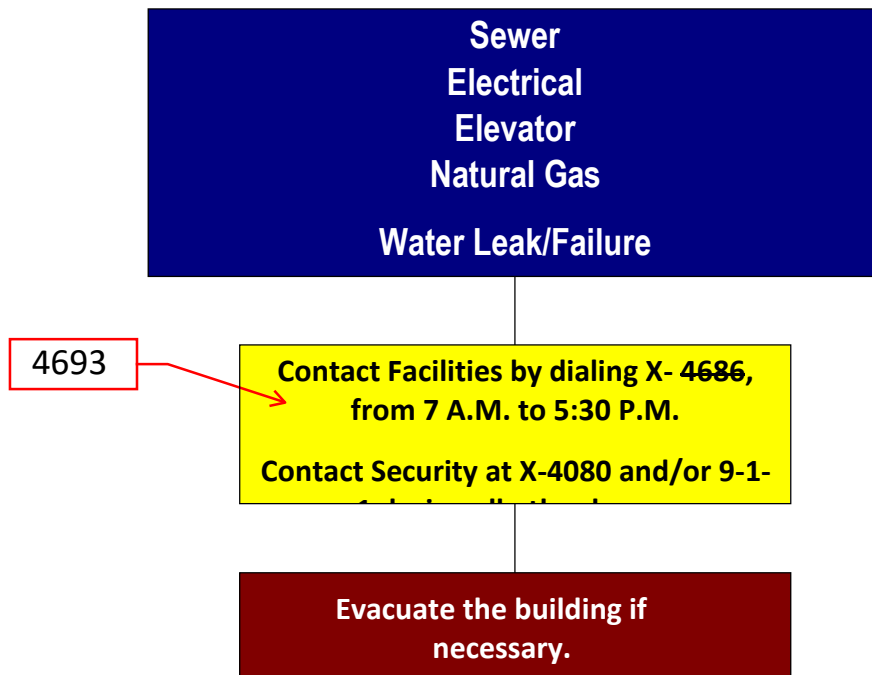 Sewer
Electrical
Elevator
Natural Gas
Water Leak/Failure
4693
Contact Facilities by dialing X- 4686,
from 7 A.M. to 5:30 P.M.
Contact Security at X-4080 and/or 9-1-
Evacuate the building if
necessary.